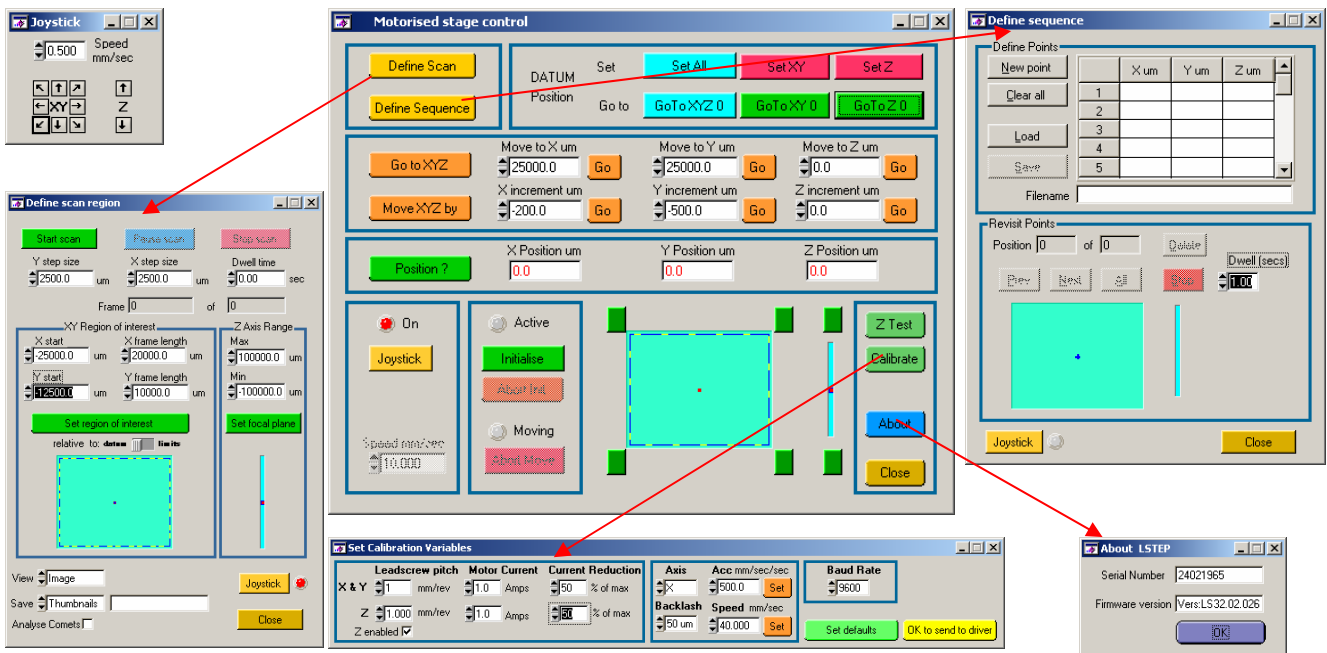 Joystick
0.500 Speed mm/sec
XY Z
Motorised stage control
Define Scan
Define Sequence
DATUM Position
Set Set All Set XY Set Z
Go to GoTo XYZ 0 GoTo XY 0 GoTo Z 0
Move to X um Move to Y um Move to Z um
Go to XYZ 25000.0 Go 25000.0 Go 0.0 Go
X increment um Y increment um Z increment um
Move XYZ by -200.0 Go -500.0 Go 0.0 Go
X Position um Y Position um Z Position um
Position ? 0.0 0.0 0.0
On
Joystick
Speed mm/sec
10.000
Active
Initialise
Abort Init
Moving
Abort Move
Z Test
Calibrate
About
Close
Define sequence
Define Points
New point
Clear all
Load
Save
X um Y um Z um
1
2
3
4
5
Filename
Revisit Points
Position 0 of 0 Delete
Dwell (secs)
Prev Next All Stop 1.00
Joystick Close
Define scan region
Start scan Pause scan Stop scan
Y step size X step size Dwell time
2500.0 um 2500.0 um 0.00 sec
Frame 0 of 0
XY Region of interest
X start X frame length
-25000.0 um 20000.0 um
Y start Y frame length
-12500.0 um 10000.0 um
Set region of interest
relative to: datum limits
Z Axis Range
Max
100000.0 um
Min
-100000.0 um
Set focal plane
View Image
Save Thumbnails
Analyse Comets
Joystick
Close
Set Calibration Variables
Leadscrew pitch Motor Current Current Reduction
X & Y 1 mm/rev 1.0 Amps 50 % of max
Z 1.000 mm/rev 1.0 Amps 50 % of max
Z enabled
Axis Acc mm/sec/sec
X 500.0 Set
Backlash Speed mm/sec
50 um 40.000 Set
Baud Rate
9600
Set defaults OK to send to driver
About LSTEP
Serial Number 24021965
Firmware version Vers:LS32.02.026
OK